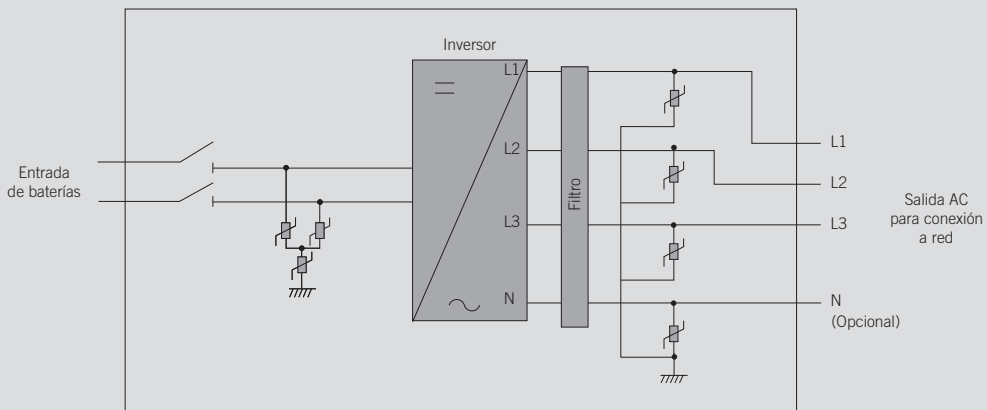 Inversor
L1
L2
L3
N
Filtro
Entrada
de baterías
L1
L2
L3
N
(Opcional)
Salida AC
para conexión
a red